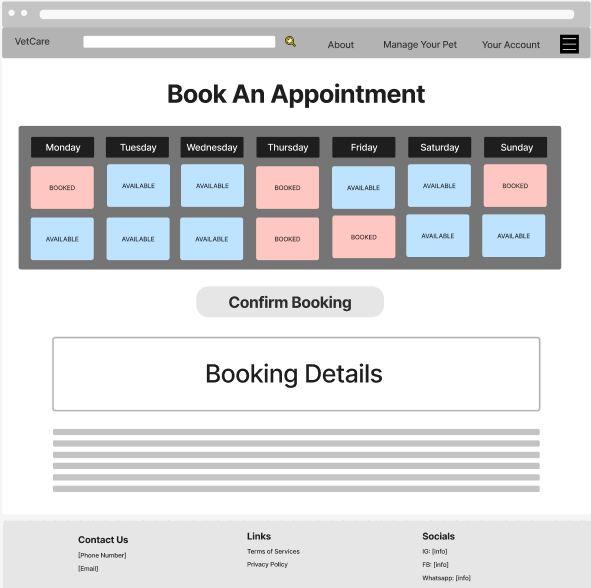 VetCare
About
Manage Your Pet
Your Account
Book An Appointment
Monday Tuesday Wednesday Thursday Friday Saturday Sunday
BOOKED AVAILABLE AVAILABLE BOOKED AVAILABLE AVAILABLE BOOKED
AVAILABLE AVAILABLE AVAILABLE BOOKED BOOKED AVAILABLE AVAILABLE
Confirm Booking
Booking Details
Contact Us
[Phone Number]
[Email]
Links
Terms of Services
Privacy Policy
Socials
IG: [info]
FB: [info]
Whatsapp: [info]